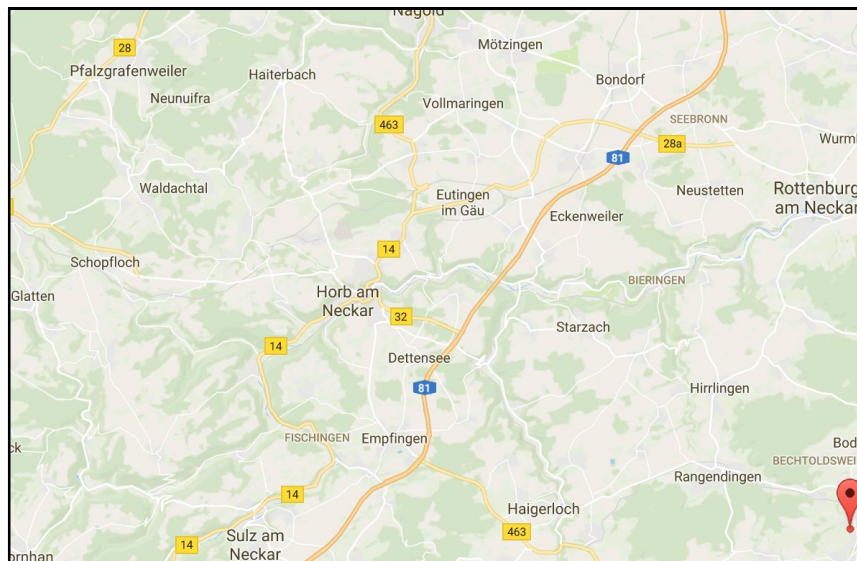 Nagold
28
Mötzingen
Pfalzgrafenweiler
Haiterbach
Bondorf
Neunuifra
Vollmaringen
463
SEEBRONN
28a
81
Waldachtal
Eutingen
im Gäu
Neustetten
Rottenburg
am Neckar
Eckenweiler
14
Schopfloch
BIERINGEN
Glatten
Horb am
Neckar
32
Starzach
14
Dettensee
81
Hirrlingen
FISCHINGEN
Empfingen
Bod
BECHTOLDSWEI
Rangendingen
14
Haigerloch
463
Sulz am
Neckar
14
ornhan